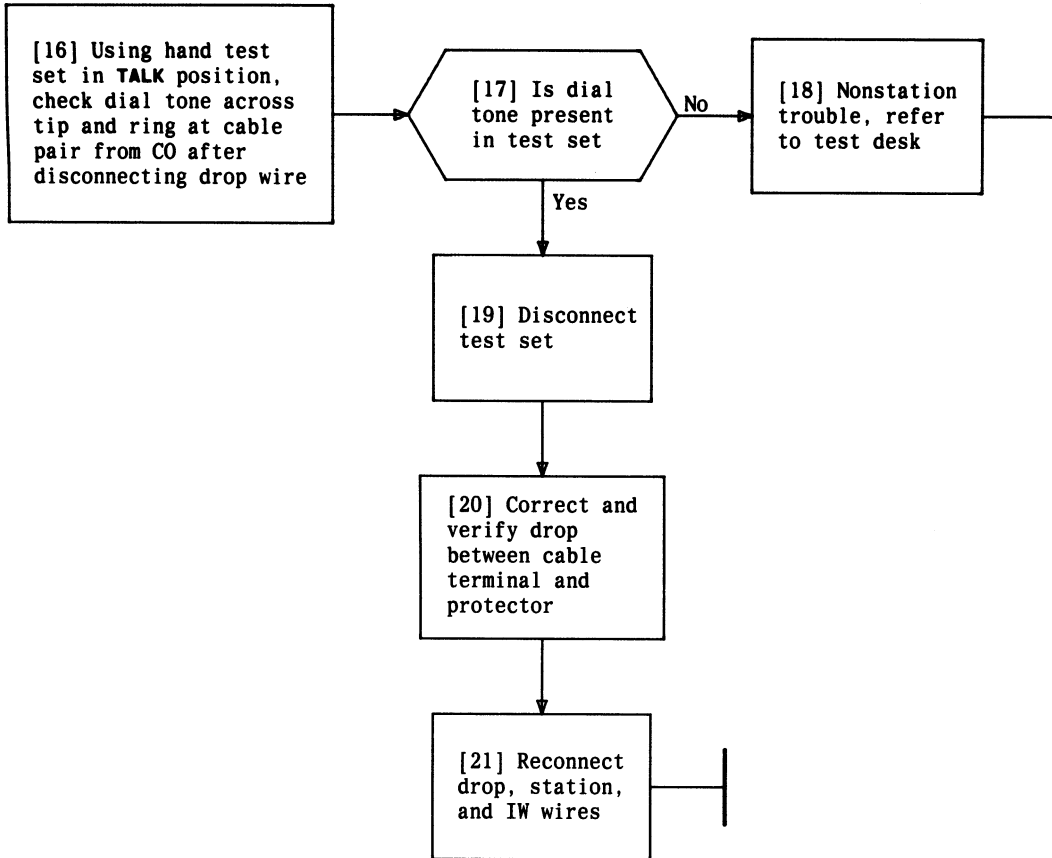 [16] Using hand test
set in TALK position,
check dial tone across
tip and ring at cable
pair from CO after
disconnecting drop wire
[17] Is dial
tone present
in test set
No
[18] Nonstation
trouble, refer
to test desk
Yes
[19] Disconnect
test set
[20] Correct and
verify drop
between cable
terminal and
protector
[21] Reconnect
drop, station,
and IW wires